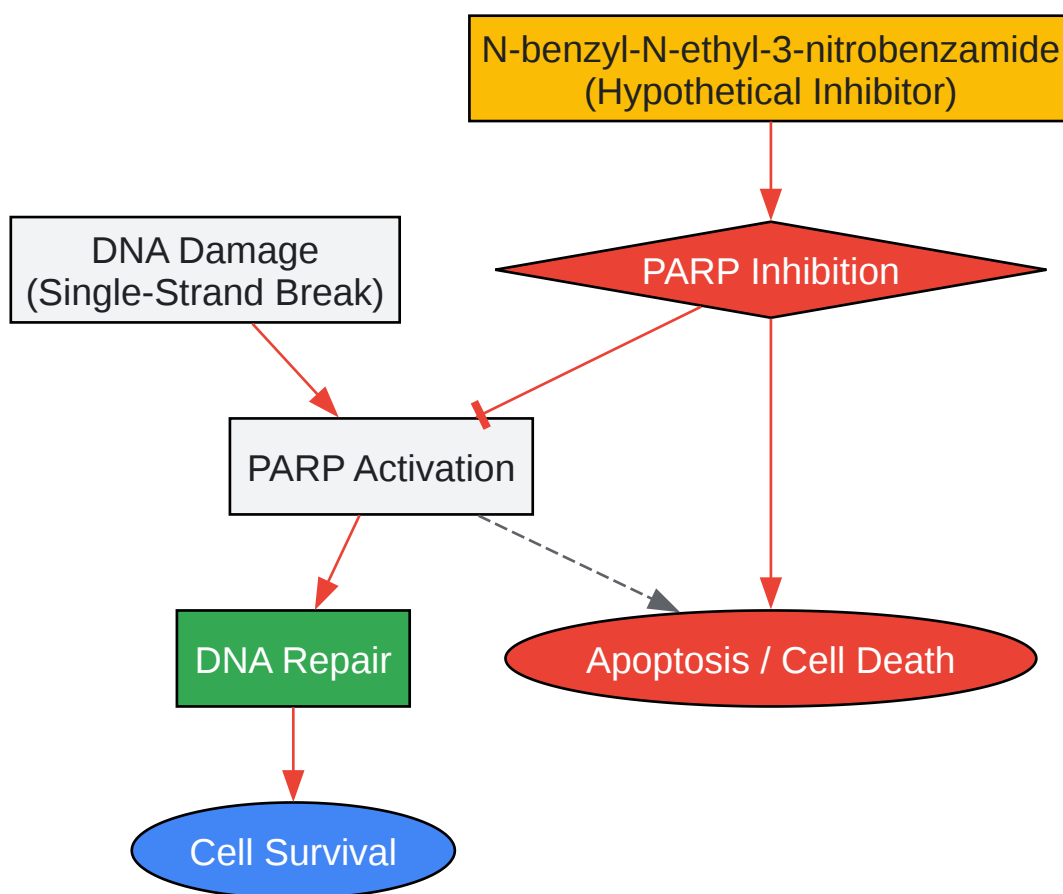 N-benzyl-N-ethyl-3-nitrobenzamide
(Hypothetical Inhibitor)
DNA Damage
(Single-Strand Break)
PARP Inhibition
PARP Activation
DNA Repair
Apoptosis / Cell Death
Cell Survival